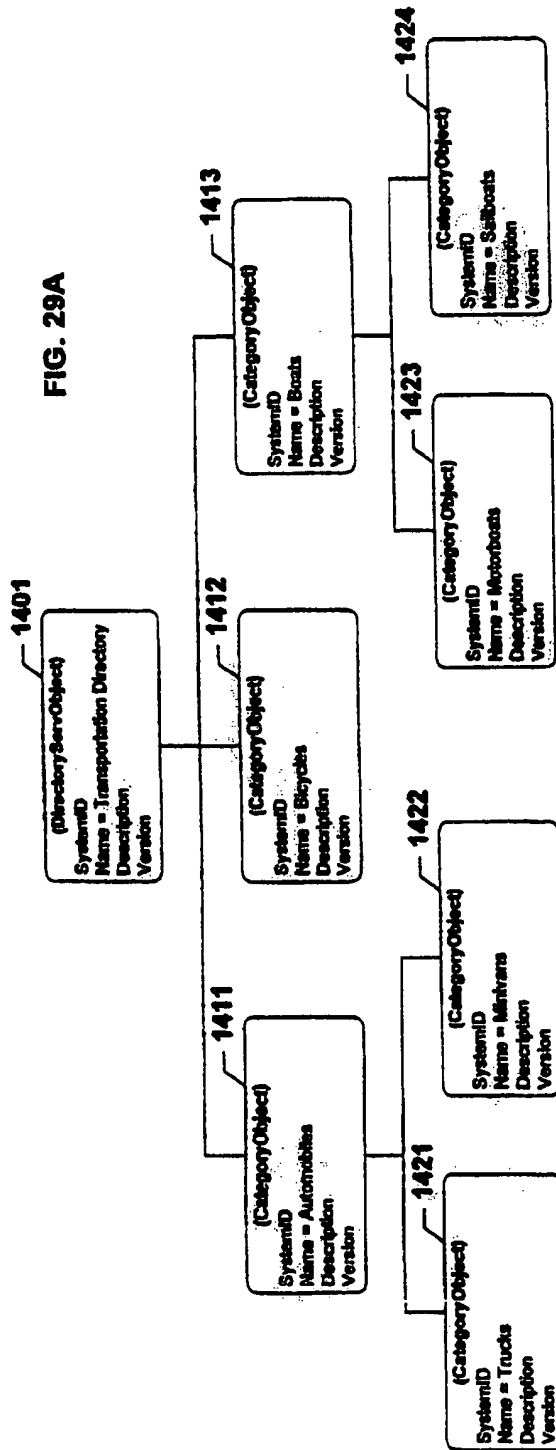 FIG. 29A
1401
(DirectoryServObject)
SystemID
Name = Transportation Directory
Description
Version
1411
(CategoryObject)
SystemID
Name = Automobiles
Description
Version
1412
(CategoryObject)
SystemID
Name = Bicycles
Description
Version
1413
(CategoryObject)
SystemID
Name = Boats
Description
Version
1421
(CategoryObject)
SystemID
Name = Trucks
Description
Version
1422
(CategoryObject)
SystemID
Name = Minivans
Description
Version
1423
(CategoryObject)
SystemID
Name = Motorboats
Description
Version
1424
(CategoryObject)
SystemID
Name = Sailboats
Description
Version